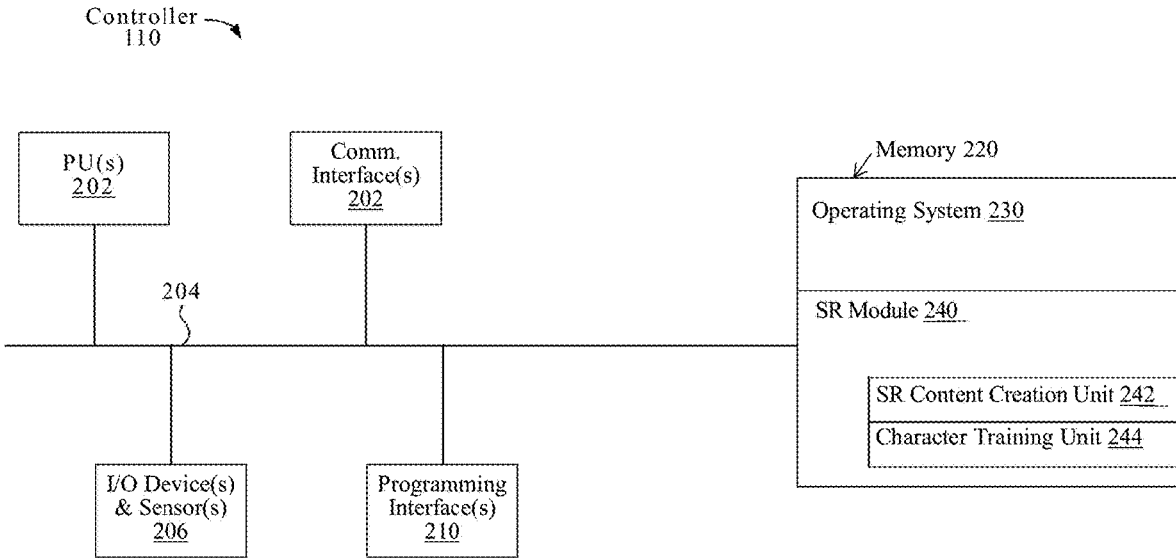 Controller
110
PU(s)
202
Comm.
Interface(s)
202
Memory 220
Operating System 230
204
SR Module 240
SR Content Creation Unit 242
Character Training Unit 244
I/O Device(s)
& Sensor(s)
206
Programming
Interface(s)
210